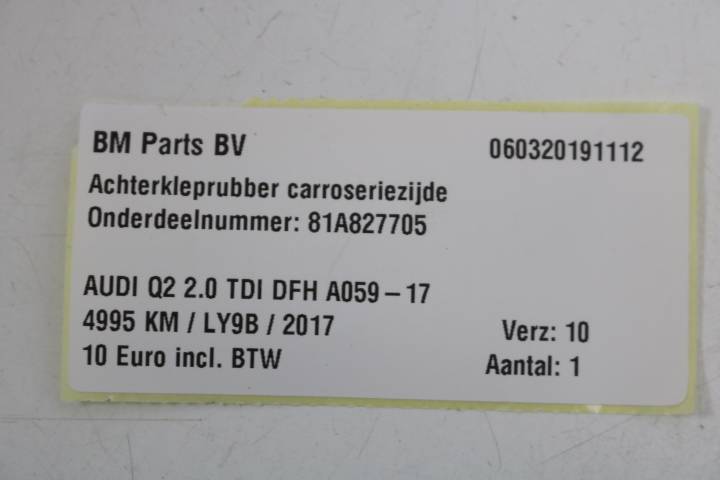 BM Parts BV 060320191112
Achterkleprubber carroseriezijde
Onderdeelnummer: 81A827705
AUDI Q2 2.0 TDI DFH A059 – 17
4995 KM / LY9B / 2017 Verz: 10
10 Euro incl. BTW Aantal: 1